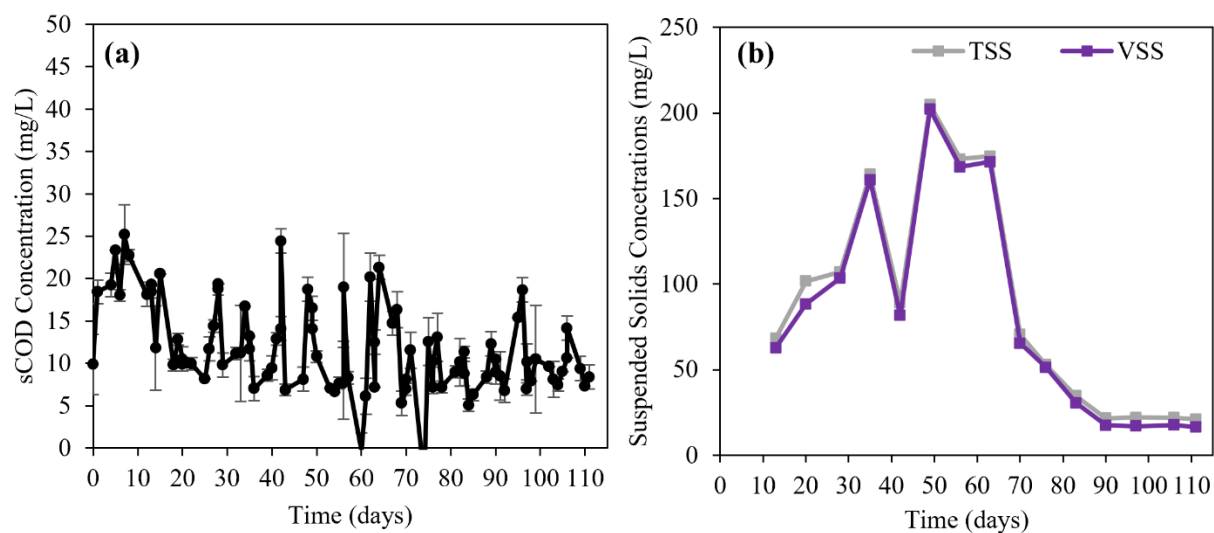 (a)
sCOD Concentration (mg/L)
50
45
40
35
30
25
20
15
10
5
0
0 10 20 30 40 50 60 70 80 90 100 110
Time (days)
(b)
TSS VSS
Suspended Solids Concetrations (mg/L)
250
200
150
100
50
0
0 10 20 30 40 50 60 70 80 90 100 110
Time (days)